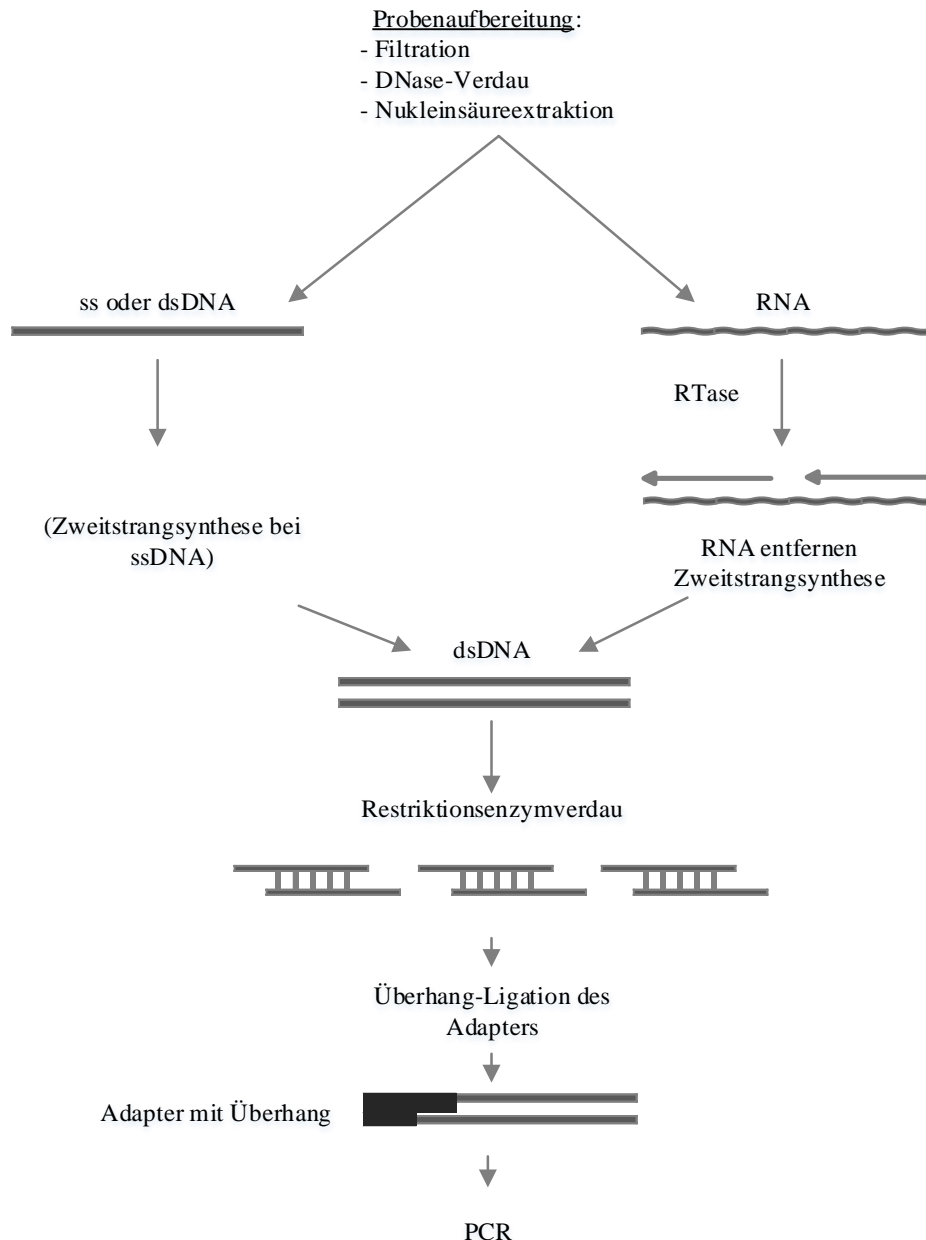 Probenaufbereitung:
- Filtration
- DNase-Verdau
- Nukleinsäureextraktion
ss oder dsDNA
RNA
RTase
(Zweitstrangsynthese bei
ssDNA)
RNA entfernen
Zweitstrangsynthese
dsDNA
Restriktionsenzymverdau
Überhang-Ligation des
Adapters
Adapter mit Überhang
PCR